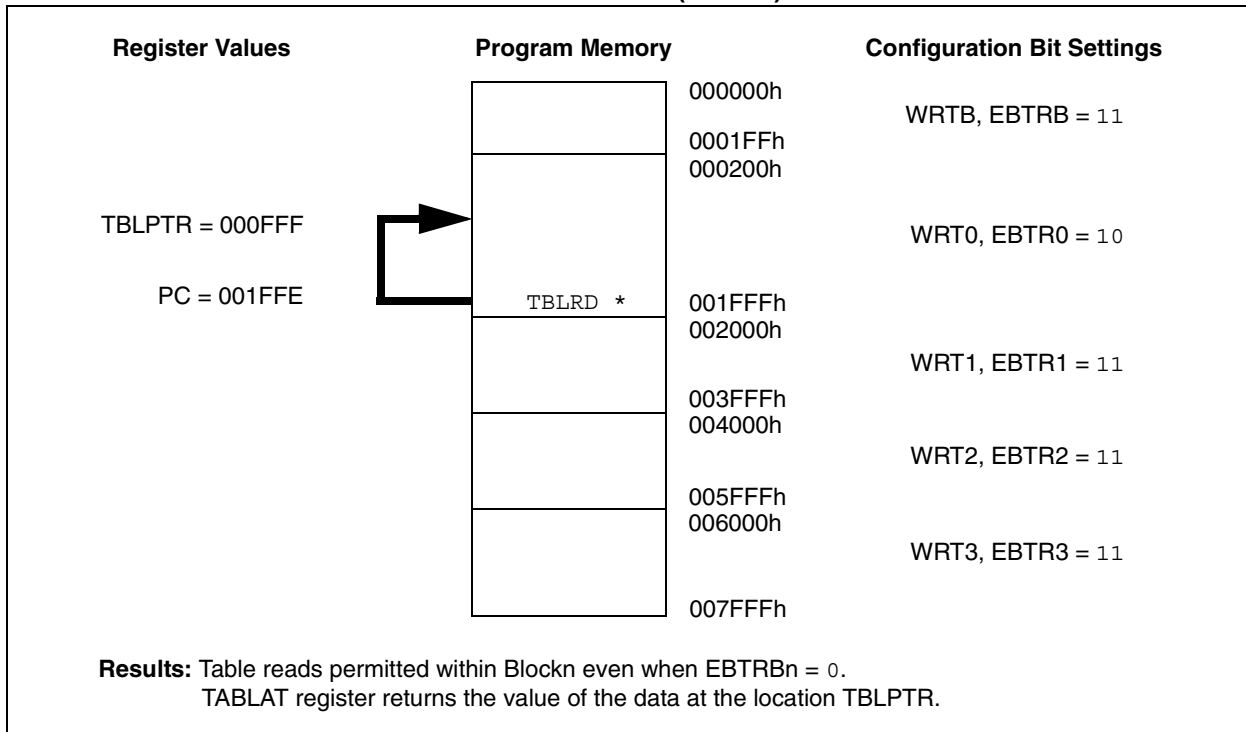 Register Values Program Memory Configuration Bit Settings
000000h
WRTB, EBTRB = 11
0001FFh
000200h
TBLPTR = 000FFF
WRT0, EBTR0 = 10
PC = 001FFE
TBLRD *
001FFFh
002000h
WRT1, EBTR1 = 11
003FFFh
004000h
WRT2, EBTR2 = 11
005FFFh
006000h
WRT3, EBTR3 = 11
007FFFh
Results: Table reads permitted within Blockn even when EBTRBn = 0.
TABLAT register returns the value of the data at the location TBLPTR.